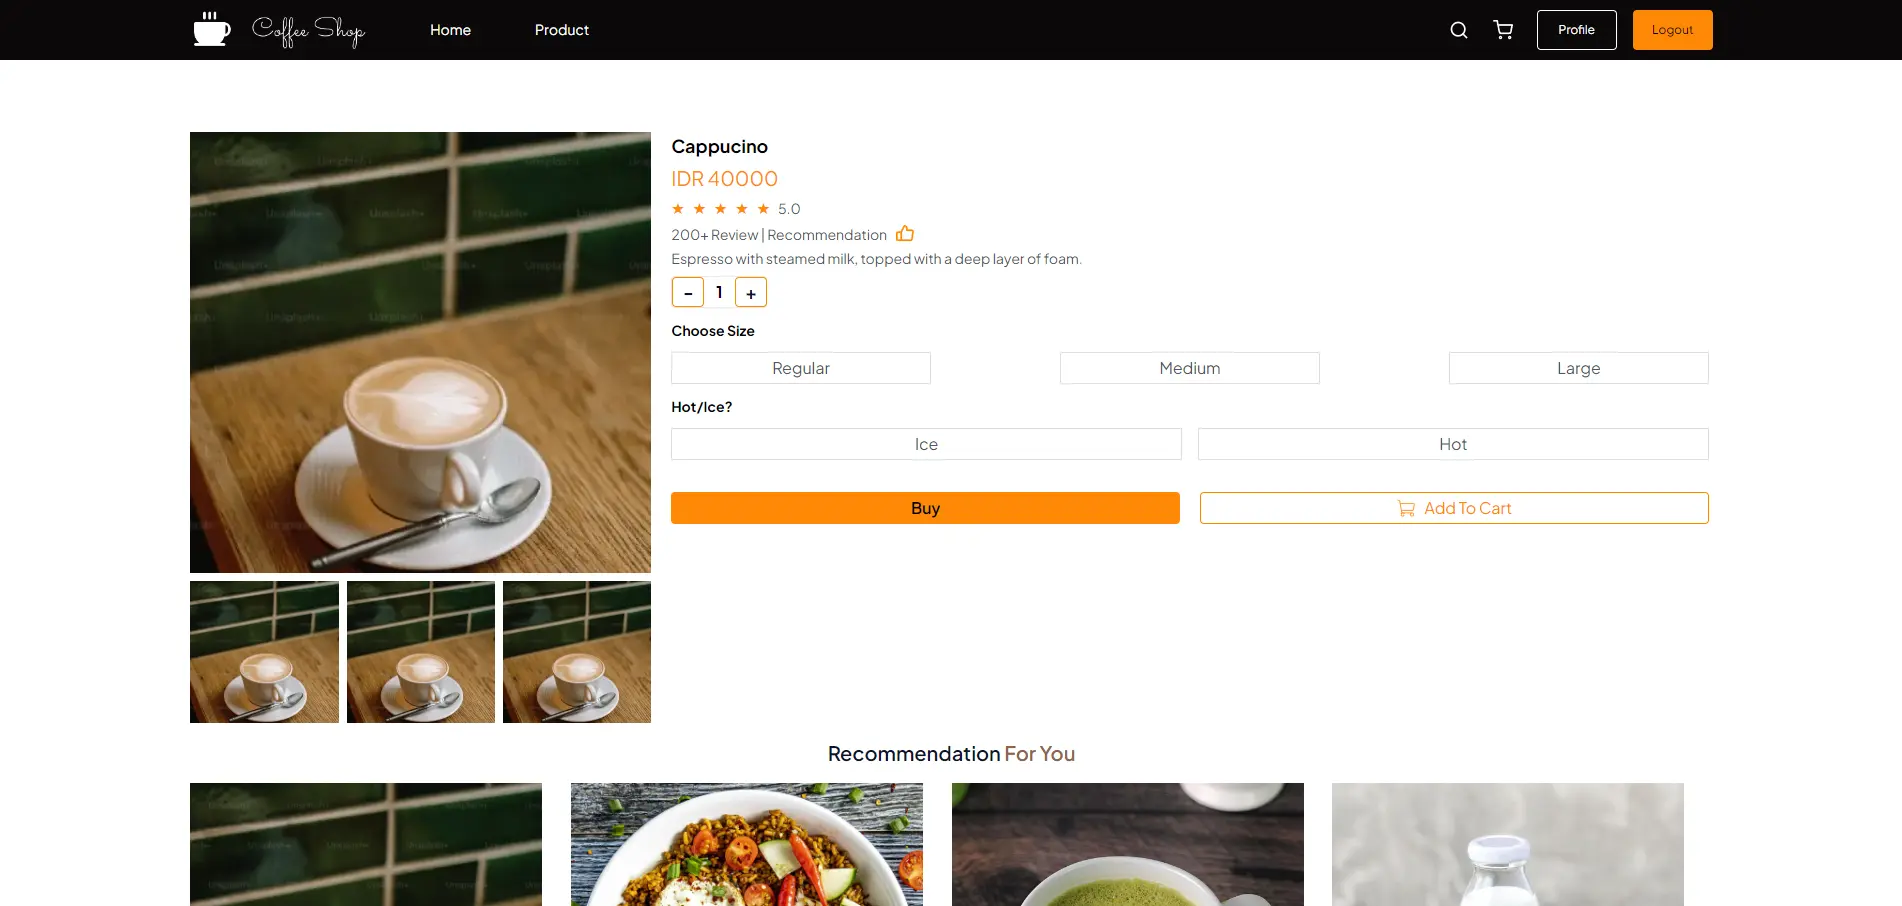 Coffee Shop Home Product Profile Logout
Cappucino
IDR 40000
5.0
200+ Review | Recommendation
Espresso with steamed milk, topped with a deep layer of foam.
- 1 +
Choose Size
Regular Medium Large
Hot/Ice?
Ice Hot
Buy Add To Cart
Recommendation For You